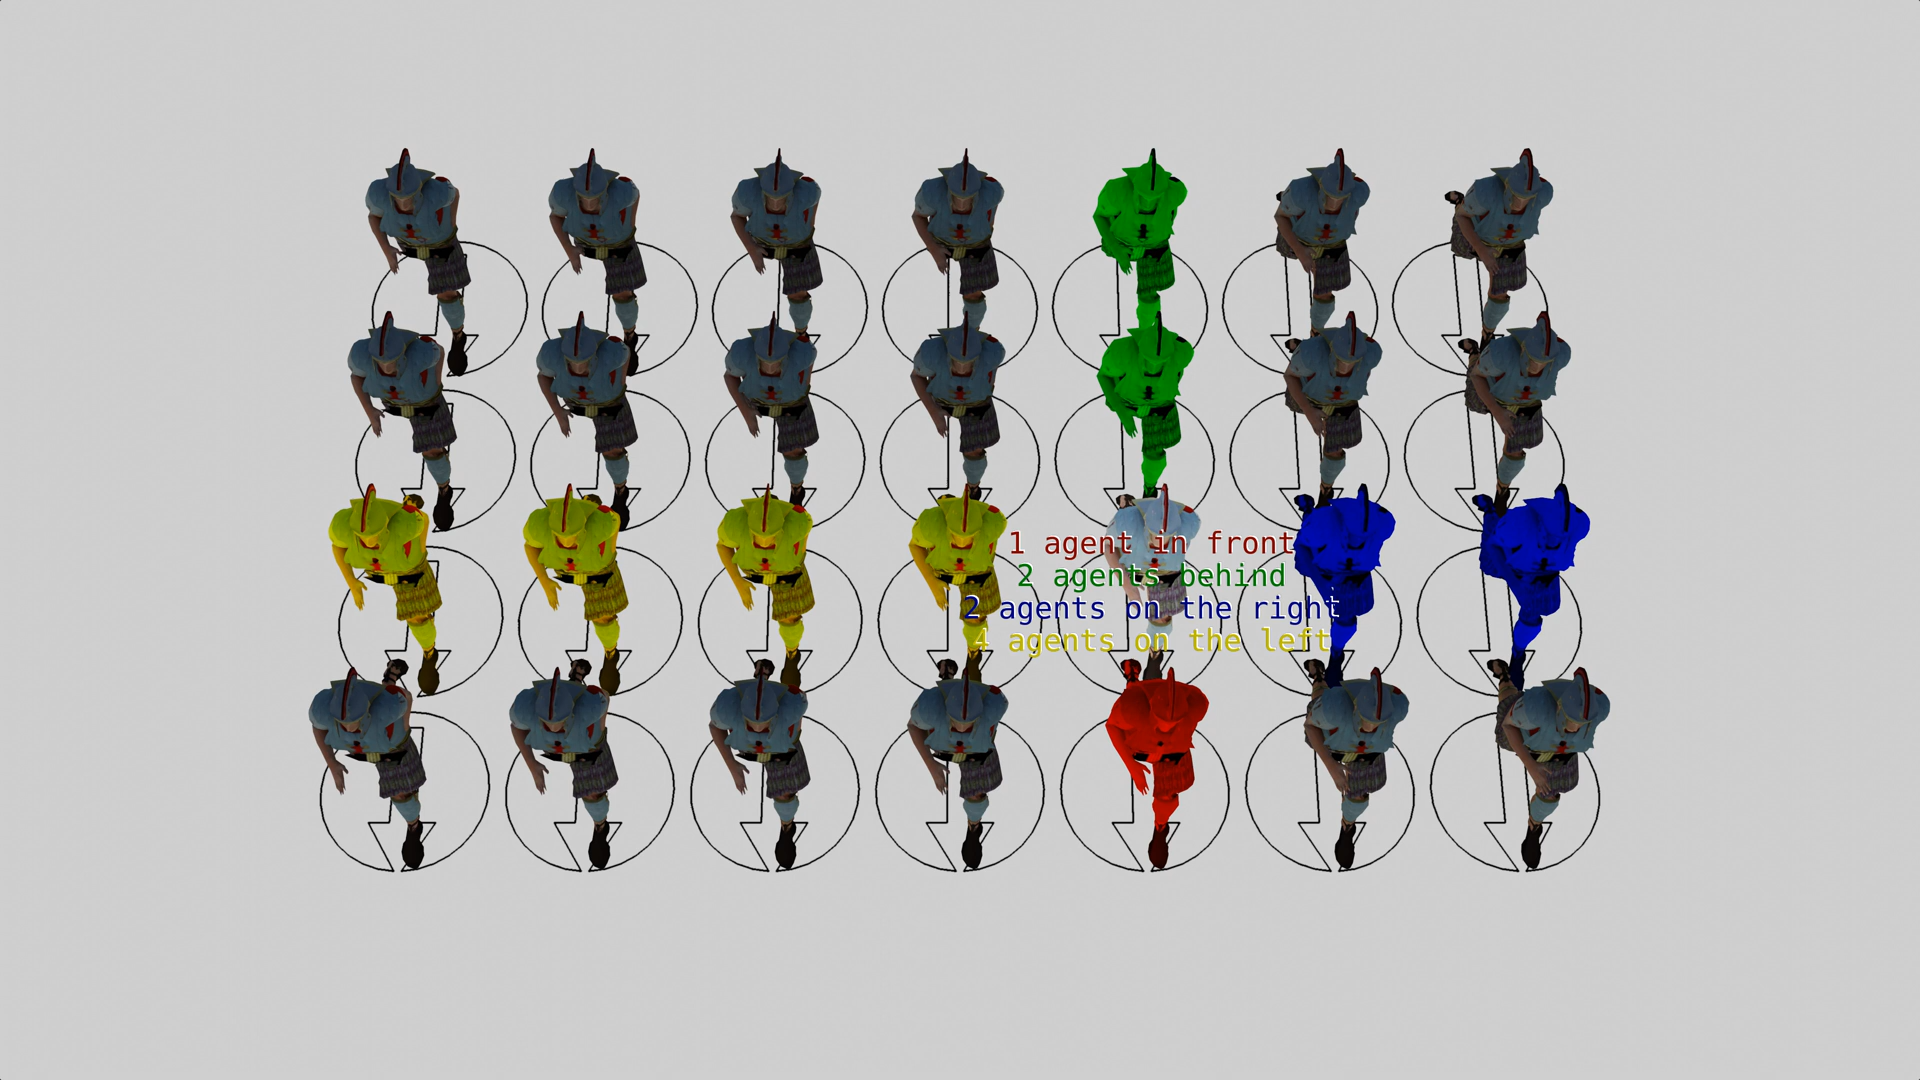 1 agent in front
2 agents behind
2 agents on the right
4 agents on the left